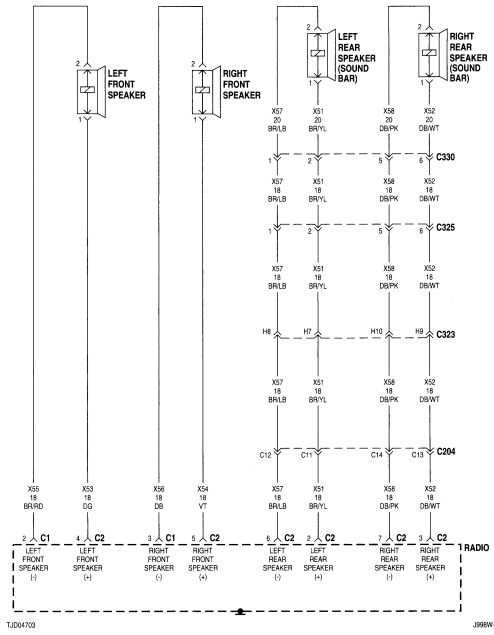 2 2 2 2
LEFT
FRONT
SPEAKER
RIGHT
FRONT
SPEAKER
LEFT
REAR
SPEAKER
(SOUND
BAR)
RIGHT
REAR
SPEAKER
(SOUND
BAR)
1 1 1 1
X57 X51 X58 X52
20 20 20 20
BR/LB BR/YL DB/PK DB/WT
1 2 5 6 C330
X57 X51 X58 X52
18 18 18 18
BR/LB BR/YL DB/PK DB/WT
1 2 5 6 C325
X57 X51 X58 X52
18 18 18 18
BR/LB BR/YL DB/PK DB/WT
H8 H7 H10 H9 C323
X57 X51 X58 X52
18 18 18 18
BR/LB BR/YL DB/PK DB/WT
C12 C11 C14 C13 C204
X55 X53 X56 X54 X57 X51 X58 X52
18 18 18 18 18 18 18 18
BR/RD DG DB VT BR/LB BR/YL DB/PK DB/WT
2 C1 4 C2 3 C1 5 C2 6 C2 2 C2 7 C2 3 C2
LEFT LEFT RIGHT RIGHT LEFT LEFT RIGHT RIGHT RADIO
FRONT FRONT FRONT FRONT REAR REAR REAR REAR
SPEAKER SPEAKER SPEAKER SPEAKER SPEAKER SPEAKER SPEAKER SPEAKER
(-) (+) (-) (+) (-) (+) (-) (+)
TJD04703 J998W-